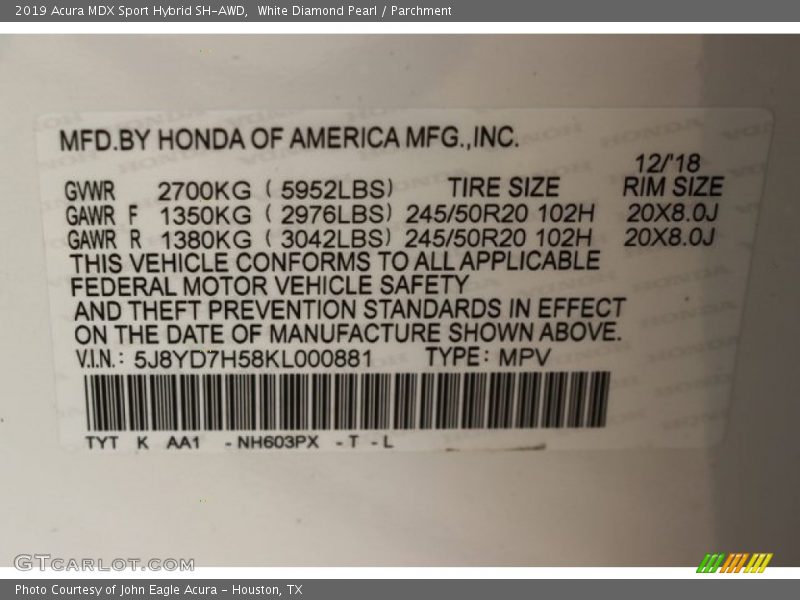 2019 Acura MDX Sport Hybrid SH-AWD, White Diamond Pearl / Parchment
MFD.BY HONDA OF AMERICA MFG.,INC.
12/'18
GVWR 2700KG ( 5952LBS) TIRE SIZE RIM SIZE
GAWR F 1350KG ( 2976LBS) 245/50R20 102H 20X8.0J
GAWR R 1380KG ( 3042LBS) 245/50R20 102H 20X8.0J
THIS VEHICLE CONFORMS TO ALL APPLICABLE
FEDERAL MOTOR VEHICLE SAFETY
AND THEFT PREVENTION STANDARDS IN EFFECT
ON THE DATE OF MANUFACTURE SHOWN ABOVE.
V.I.N.: 5J8YD7H58KL000881 TYPE: MPV
TYT K AA1 -NH603PX -T -L
GTCARLOT.COM
Photo Courtesy of John Eagle Acura - Houston, TX